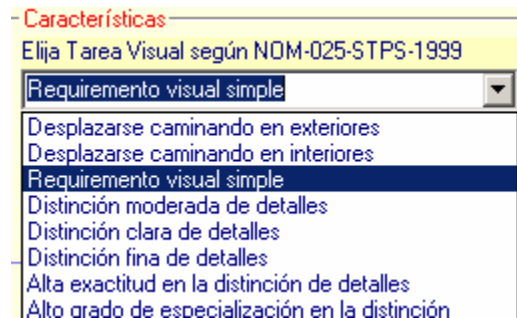 Características
Elija Tarea Visual según NOM-025-STPS-1999
Requiremento visual simple
Desplazarse caminando en exteriores
Desplazarse caminando en interiores
Requiremento visual simple
Distinción moderada de detalles
Distinción clara de detalles
Distinción fina de detalles
Alta exactitud en la distinción de detalles
Alto grado de especialización en la distinción